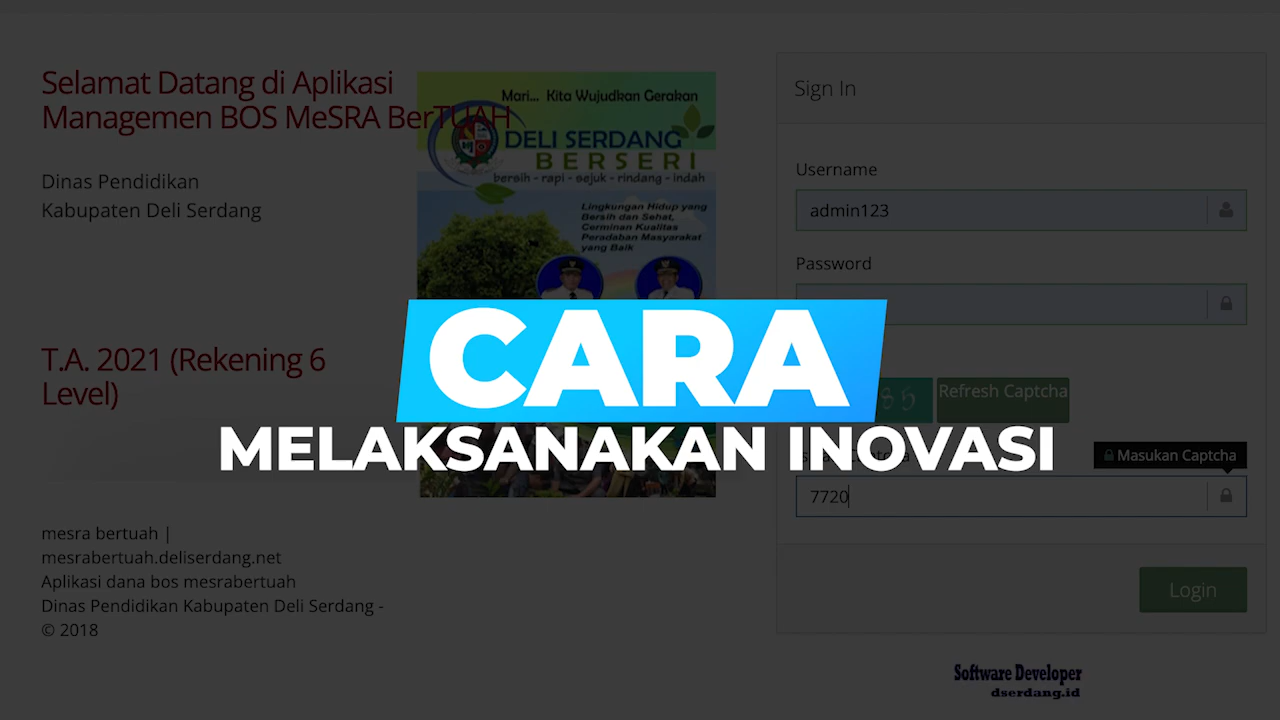 Selamat Datang di Aplikasi
Managemen BOS MeSRA BerTUAH
Dinas Pendidikan
Kabupaten Deli Serdang
T.A. 2021 (Rekening 6
Level)
mesra bertuah |
mesrabertuah.deliserdang.net
Aplikasi dana bos mesrabertuah
Dinas Pendidikan Kabupaten Deli Serdang -
© 2018
Mari... Kita Wujudkan Gerakan
DELI SERDANG
BERSERI
bersih - rapi - sejuk - rindang - indah
Lingkungan Hidup yang
Bersih dan Sehat,
Cerminan Kualitas
Peradaban Masyarakat
yang Baik
CARA
MELAKSANAKAN INOVASI
Sign In
Username
admin123
Password
Refresh Captcha
Masukan Captcha
7720
Login
Software Developer
dserdang.id